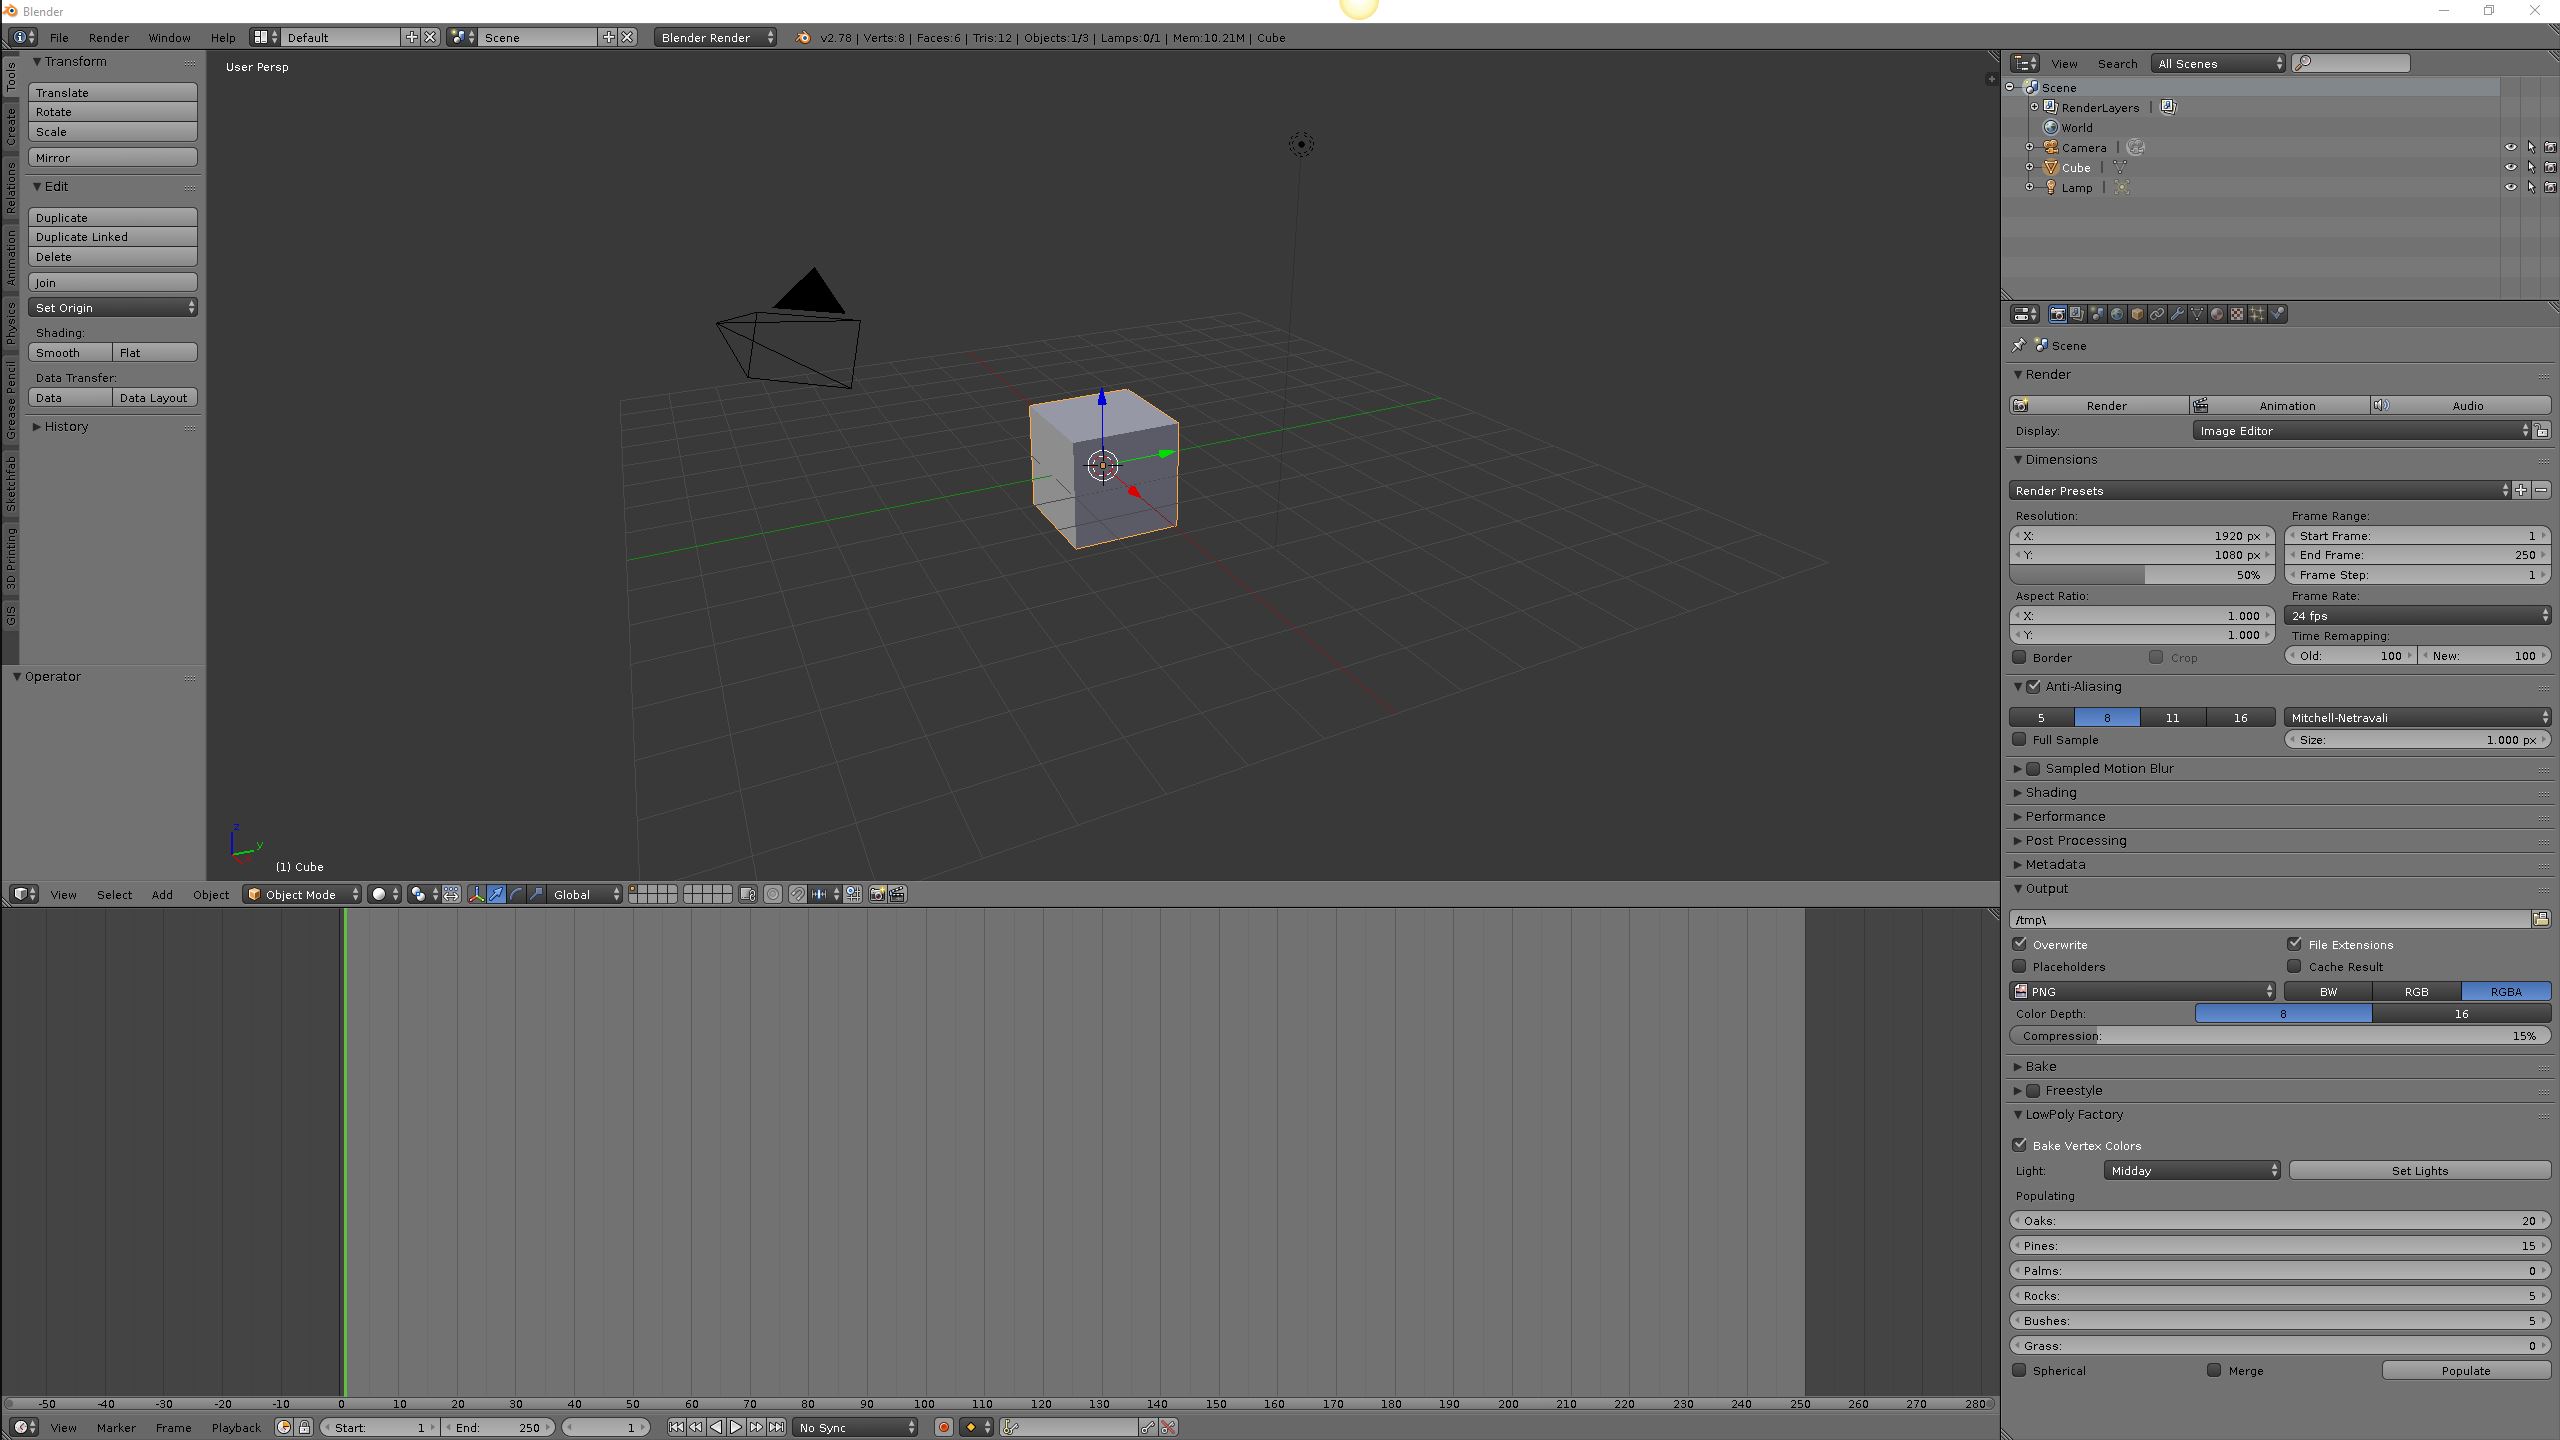 Blender
File Render Window Help Default Scene Blender Render v2.78 | Verts:8 | Faces:6 | Tris:12 | Objects:1/3 | Lamps:0/1 | Mem:10.21M | Cube
Tools
Create
Relations
Animation
Physics
Grease Pencil
Sketchfab
3D Printing
GIS
Transform
Translate
Rotate
Scale
Mirror
Edit
Duplicate
Duplicate Linked
Delete
Join
Set Origin
Shading:
Smooth Flat
Data Transfer:
Data Data Layout
History
Operator
User Persp
z
y
(1) Cube
View Select Add Object Object Mode Global
-50 -40 -30 -20 -10 0 10 20 30 40 50 60 70 80 90 100 110 120 130 140 150 160 170 180 190 200 210 220 230 240 250 260 270 280
View Marker Frame Playback Start: 1 End: 250 1 No Sync
View Search All Scenes
Scene
RenderLayers |
World
Camera |
Cube |
Lamp |
Scene
Render
Render Animation Audio
Display: Image Editor
Dimensions
Render Presets
Resolution: Frame Range:
X: 1920 px Start Frame: 1
Y: 1080 px End Frame: 250
50% Frame Step: 1
Aspect Ratio: Frame Rate:
X: 1.000 24 fps
Y: 1.000 Time Remapping:
Border Crop Old: 100 New: 100
Anti-Aliasing
5 8 11 16 Mitchell-Netravali
Full Sample Size: 1.000 px
Sampled Motion Blur
Shading
Performance
Post Processing
Metadata
Output
/tmp\
Overwrite File Extensions
Placeholders Cache Result
PNG BW RGB RGBA
Color Depth: 8 16
Compression: 15%
Bake
Freestyle
LowPoly Factory
Bake Vertex Colors
Light: Midday Set Lights
Populating
Oaks: 20
Pines: 15
Palms: 0
Rocks: 5
Bushes: 5
Grass: 0
Spherical Merge Populate